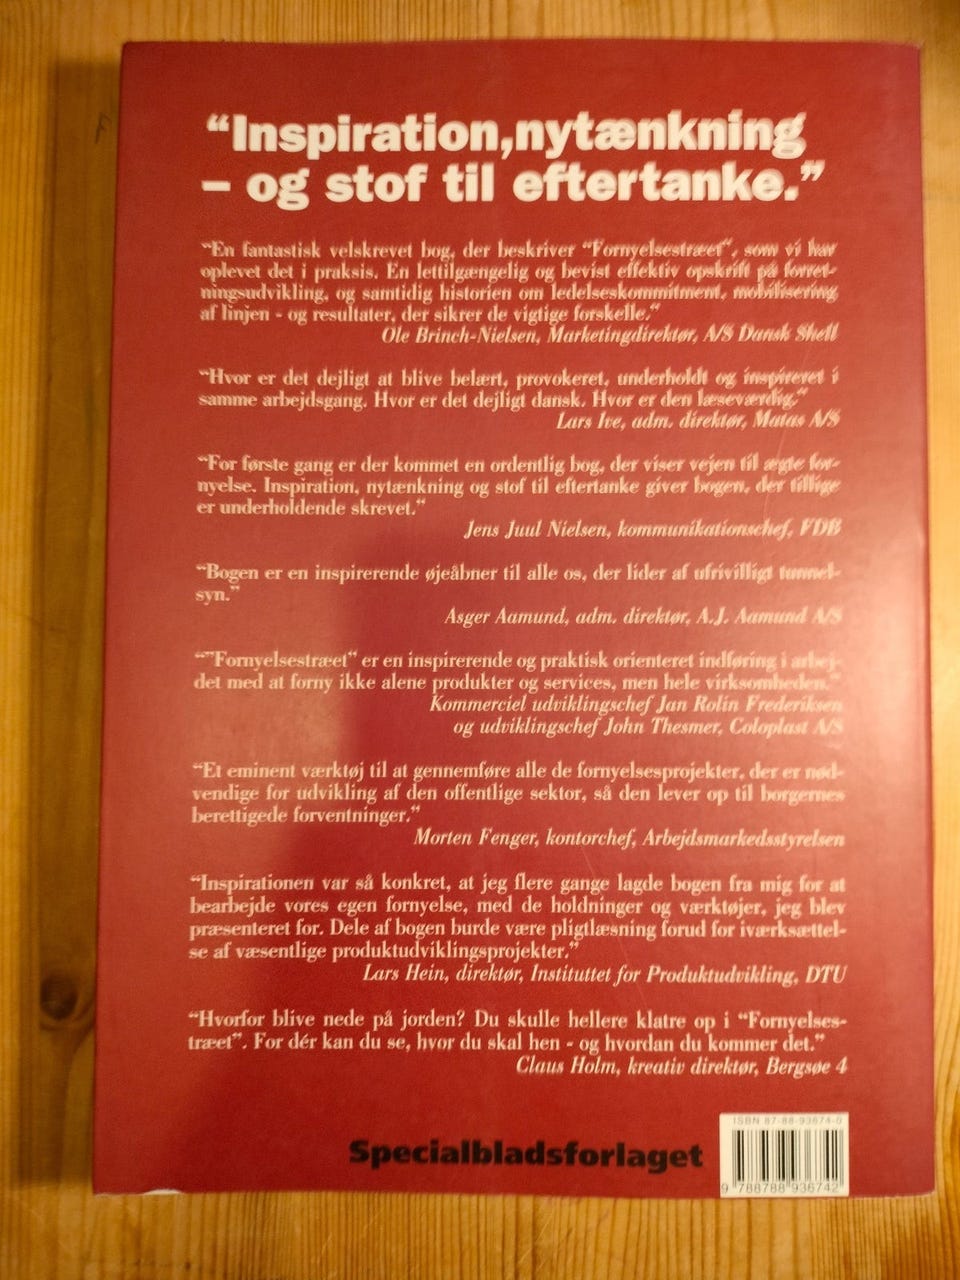 “Inspiration,nytænkning
– og stof til eftertanke.”
“En fantastisk velskrevet bog, der beskriver “Fornyelsestræet”, som vi har
oplevet det i praksis. En lettilgængelig og bevist effektiv opskrift på forret-
ningsudvikling, og samtidig historien om ledelseskommitment, mobilisering
af linjen - og resultater, der sikrer de vigtige forskelle.”
Ole Brinch-Nielsen, Marketingdirektør, A/S Dansk Shell
“Hvor er det dejligt at blive belært, provokeret, underholdt og inspireret i
samme arbejdsgang. Hvor er det dejligt dansk. Hvor er den læseværdig.”
Lars Ive, adm. direktør, Matas A/S
“For første gang er der kommet en ordentlig bog, der viser vejen til ægte for-
nyelse. Inspiration, nytænkning og stof til eftertanke giver bogen, der tillige
er underholdende skrevet.”
Jens Juul Nielsen, kommunikationschef, FDB
“Bogen er en inspirerende øjeåbner til alle os, der lider af ufrivilligt tunnel-
syn.”
Asger Aamund, adm. direktør, A.J. Aamund A/S
“”Fornyelsestræet” er en inspirerende og praktisk orienteret indføring i arbej-
det med at forny ikke alene produkter og services, men hele virksomheden.”
Kommerciel udviklingschef Jan Rolin Frederiksen
og udviklingschef John Thesmer, Coloplast A/S
“Et eminent værktøj til at gennemføre alle de fornyelsesprojekter, der er nød-
vendige for udvikling af den offentlige sektor, så den lever op til borgernes
berettigede forventninger.”
Morten Fenger, kontorchef, Arbejdsmarkedsstyrelsen
“Inspirationen var så konkret, at jeg flere gange lagde bogen fra mig for at
bearbejde vores egen fornyelse, med de holdninger og værktøjer, jeg blev
præsenteret for. Dele af bogen burde være pligtlæsning forud for iværksættel-
se af væsentlige produktudviklingsprojekter.”
Lars Hein, direktør, Instituttet for Produktudvikling, DTU
“Hvorfor blive nede på jorden? Du skulle hellere klatre op i “Fornyelses-
træet”. For dér kan du se, hvor du skal hen - og hvordan du kommer det.”
Claus Holm, kreativ direktør, Bergsøe 4
ISBN 87-88-93674-0
Specialbladsforlaget
9 788788 936742